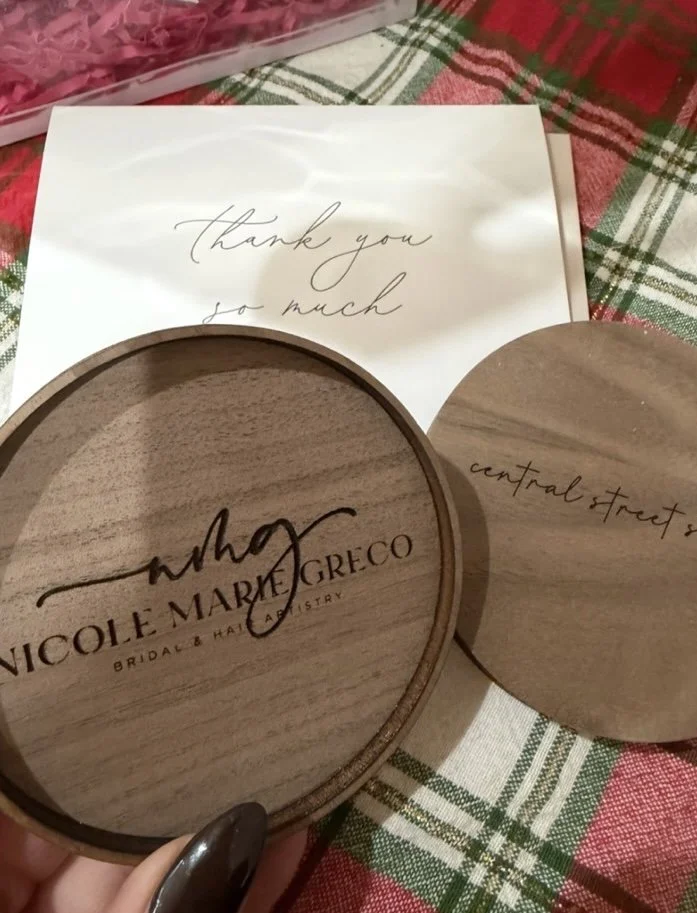 thank you
so much
nmg
NICOLE MARIE GRECO
BRIDAL & HAIR ARTISTRY
central street